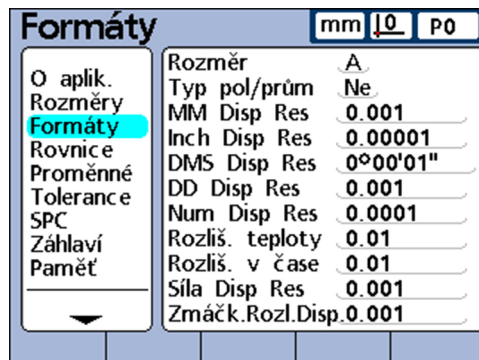 Formáty mm 0 P0
O aplik.
Rozměry
Formáty
Rovnice
Proměnné
Tolerance
SPC
Záhlaví
Paměť
Rozměr A
Typ pol/prům Ne
MM Disp Res 0.001
Inch Disp Res 0.00001
DMS Disp Res 0°00'01"
DD Disp Res 0.001
Num Disp Res 0.0001
Rozliš. teploty 0.01
Rozliš. v čase 0.01
Síla Disp Res 0.001
Zmáčk.Rozl.Disp. 0.001